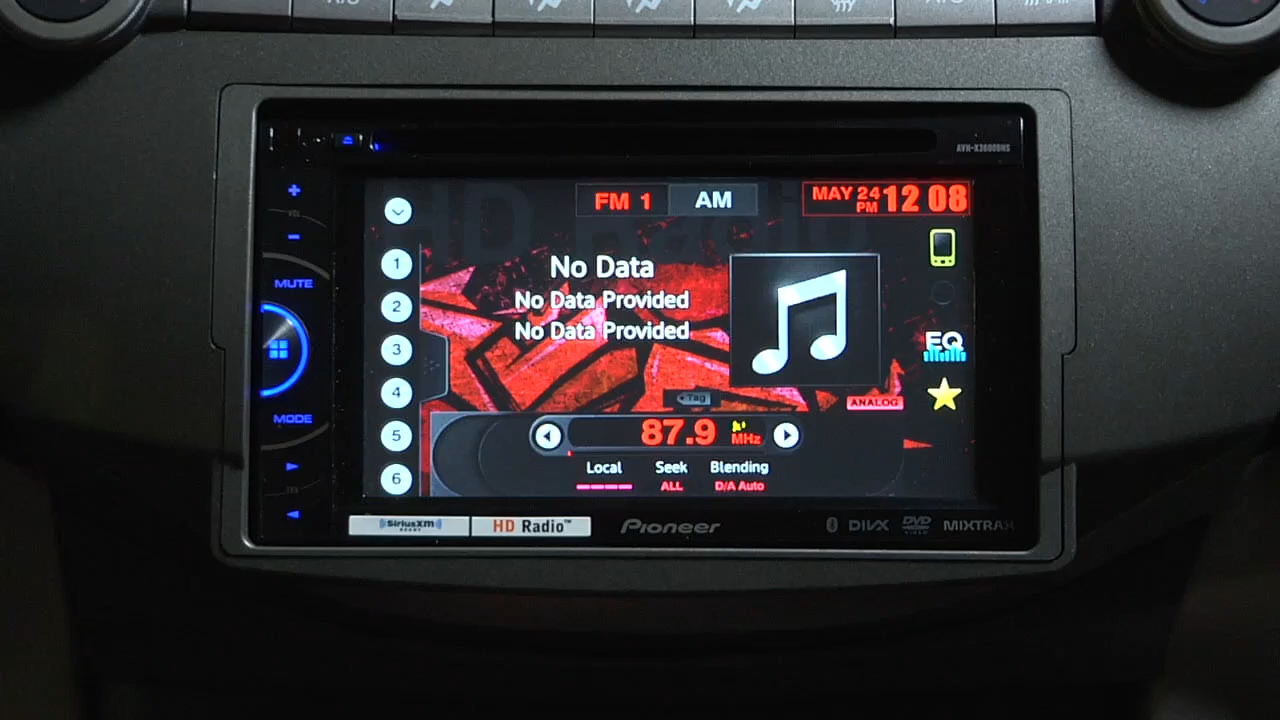 AVH-X3600BHS
FM 1 AM
MAY 24 PM 12 08
VOL
MUTE
MODE
1
2
3
4
5
6
No Data
No Data Provided
No Data Provided
EQ
Tag
ANALOG
87.9 MHz
Local Seek Blending
ALL D/A Auto
SiriusXM
READY
HD Radio™
Pioneer
DIVX
DVD
VIDEO
MIXTRAX